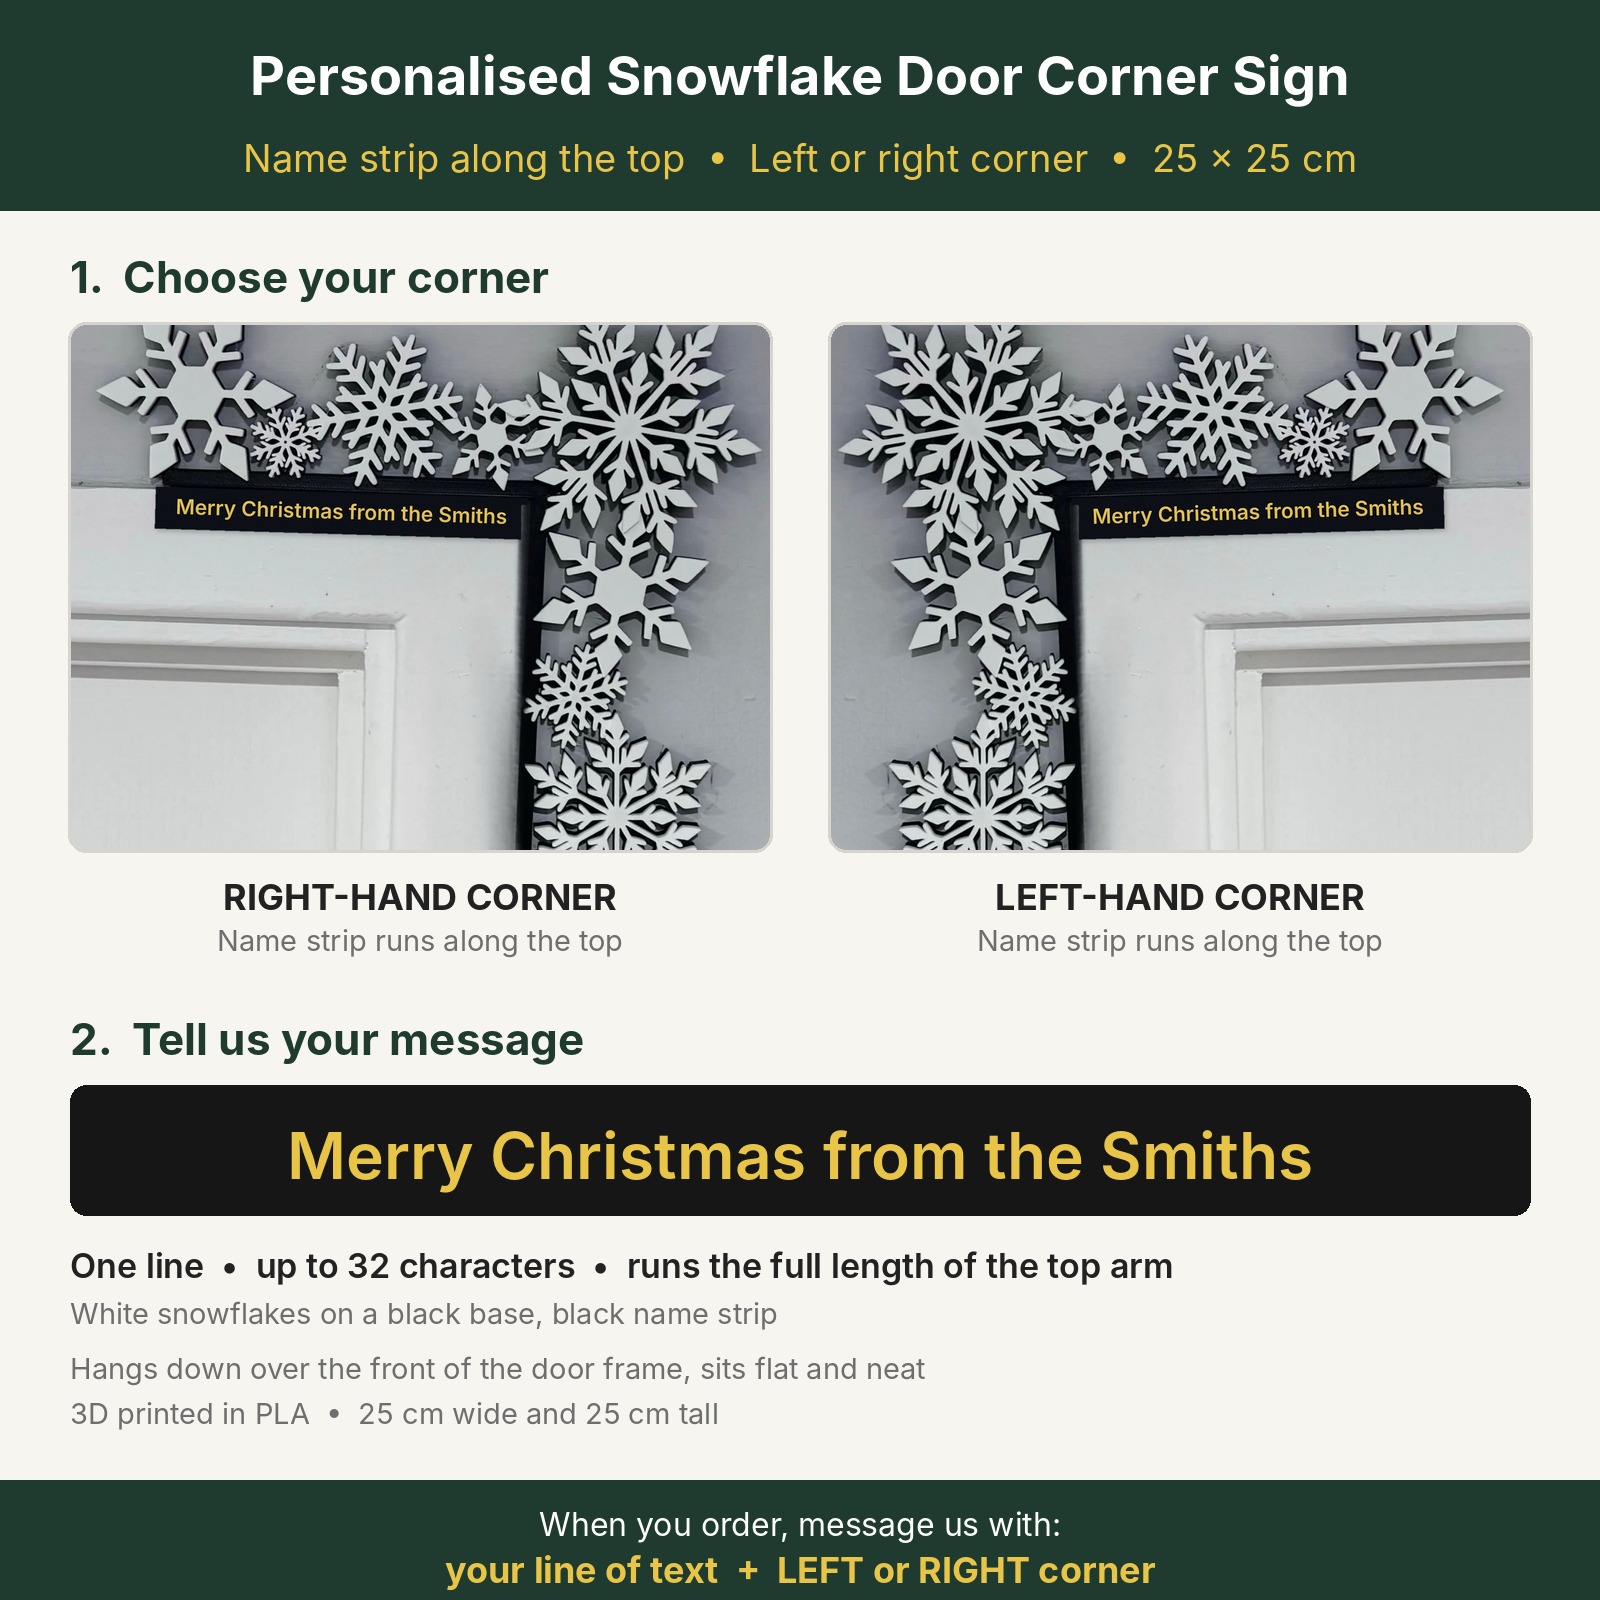 Personalised Snowflake Door Corner Sign
Name strip along the top • Left or right corner • 25 × 25 cm
1. Choose your corner
Merry Christmas from the Smiths
Merry Christmas from the Smiths
RIGHT-HAND CORNER
Name strip runs along the top
LEFT-HAND CORNER
Name strip runs along the top
2. Tell us your message
Merry Christmas from the Smiths
One line • up to 32 characters • runs the full length of the top arm
White snowflakes on a black base, black name strip
Hangs down over the front of the door frame, sits flat and neat
3D printed in PLA • 25 cm wide and 25 cm tall
When you order, message us with:
your line of text + LEFT or RIGHT corner